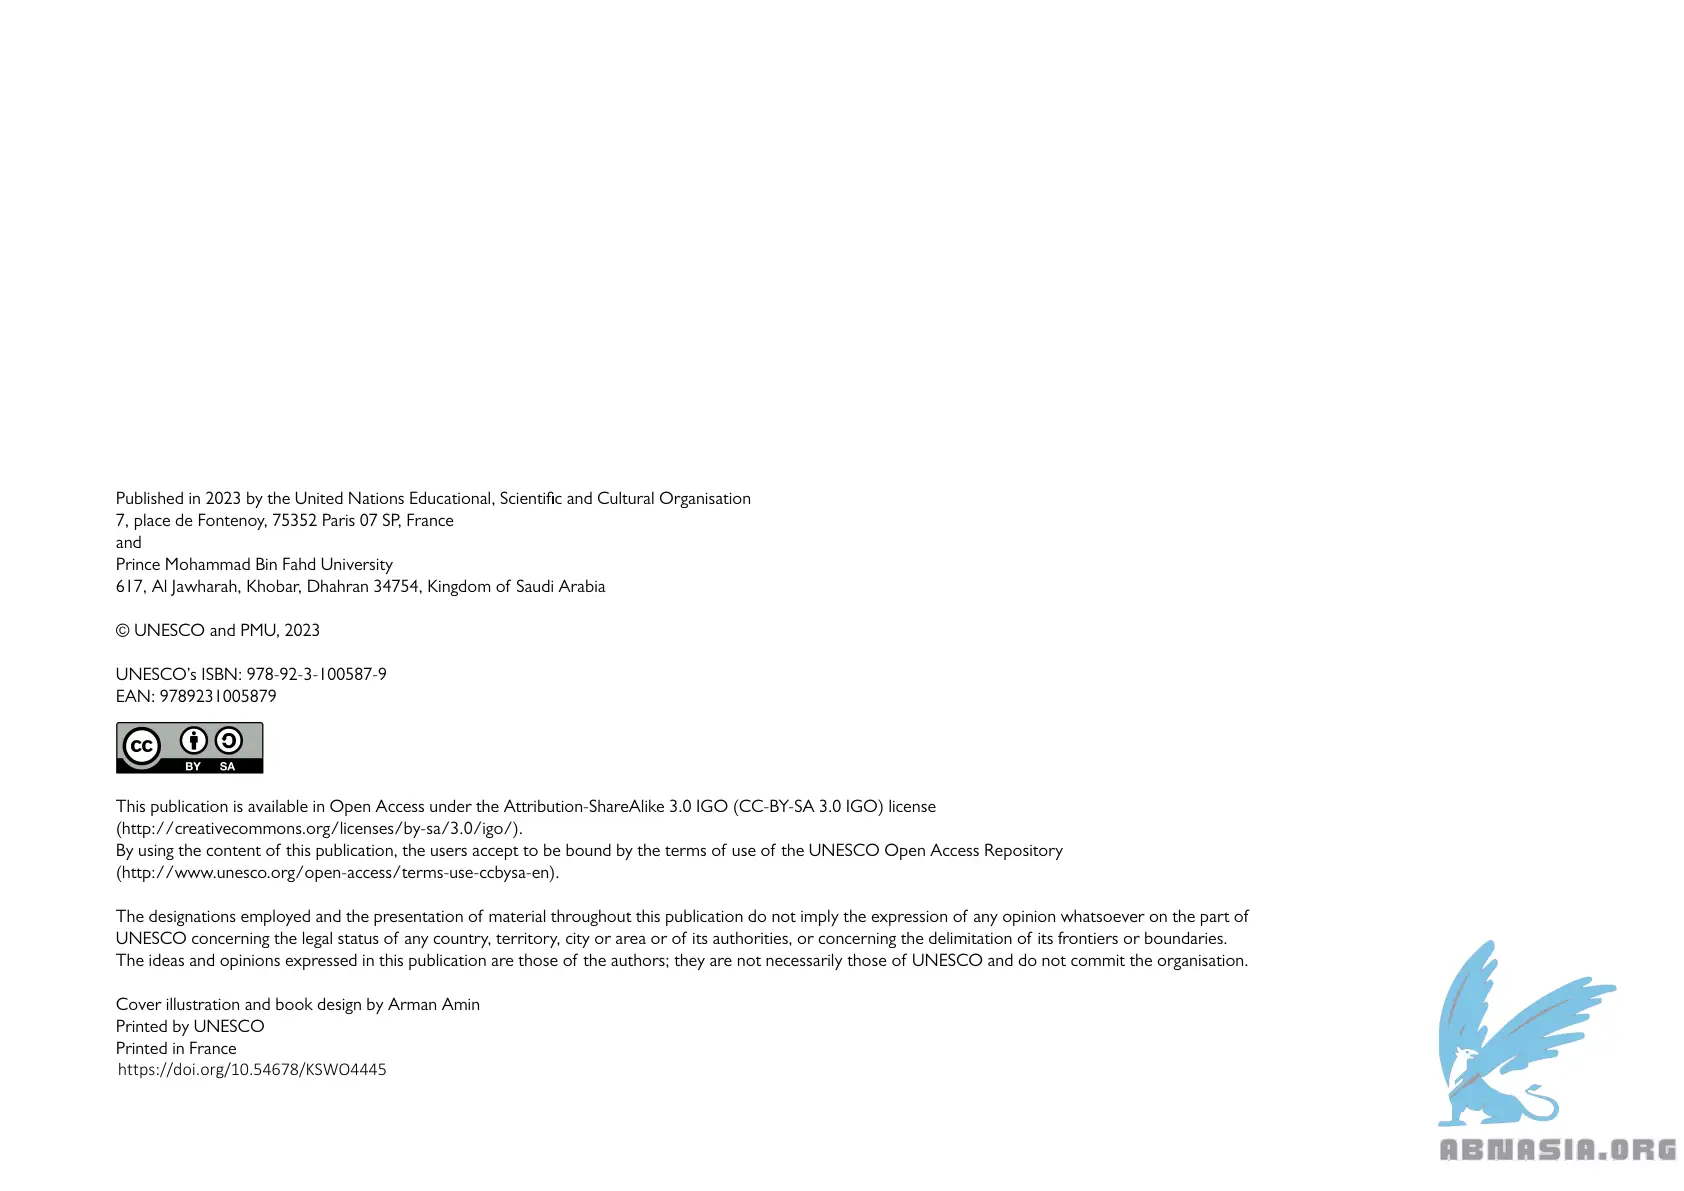 Published in 2023 by the United Nations Educational, Scientific and Cultural Organisation
7, place de Fontenoy, 75352 Paris 07 SP, France
and
Prince Mohammad Bin Fahd University
617, Al Jawharah, Khobar, Dhahran 34754, Kingdom of Saudi Arabia
© UNESCO and PMU, 2023
UNESCO’s ISBN: 978-92-3-100587-9
EAN: 9789231005879
cc BY SA
This publication is available in Open Access under the Attribution-ShareAlike 3.0 IGO (CC-BY-SA 3.0 IGO) license
(http://creativecommons.org/licenses/by-sa/3.0/igo/).
By using the content of this publication, the users accept to be bound by the terms of use of the UNESCO Open Access Repository
(http://www.unesco.org/open-access/terms-use-ccbysa-en).
The designations employed and the presentation of material throughout this publication do not imply the expression of any opinion whatsoever on the part of
UNESCO concerning the legal status of any country, territory, city or area or of its authorities, or concerning the delimitation of its frontiers or boundaries.
The ideas and opinions expressed in this publication are those of the authors; they are not necessarily those of UNESCO and do not commit the organisation.
Cover illustration and book design by Arman Amin
Printed by UNESCO
Printed in France
https://doi.org/10.54678/KSWO4445
ABNASIA.ORG